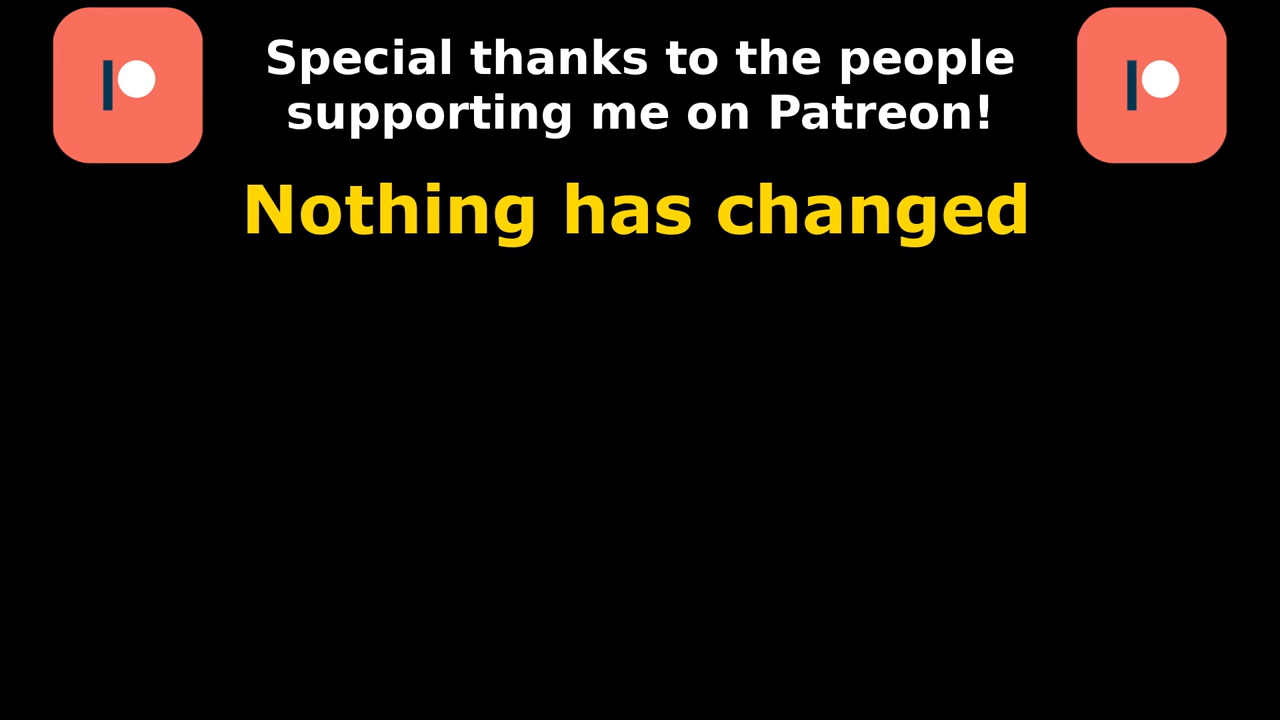 Special thanks to the people
supporting me on Patreon!
Nothing has changed